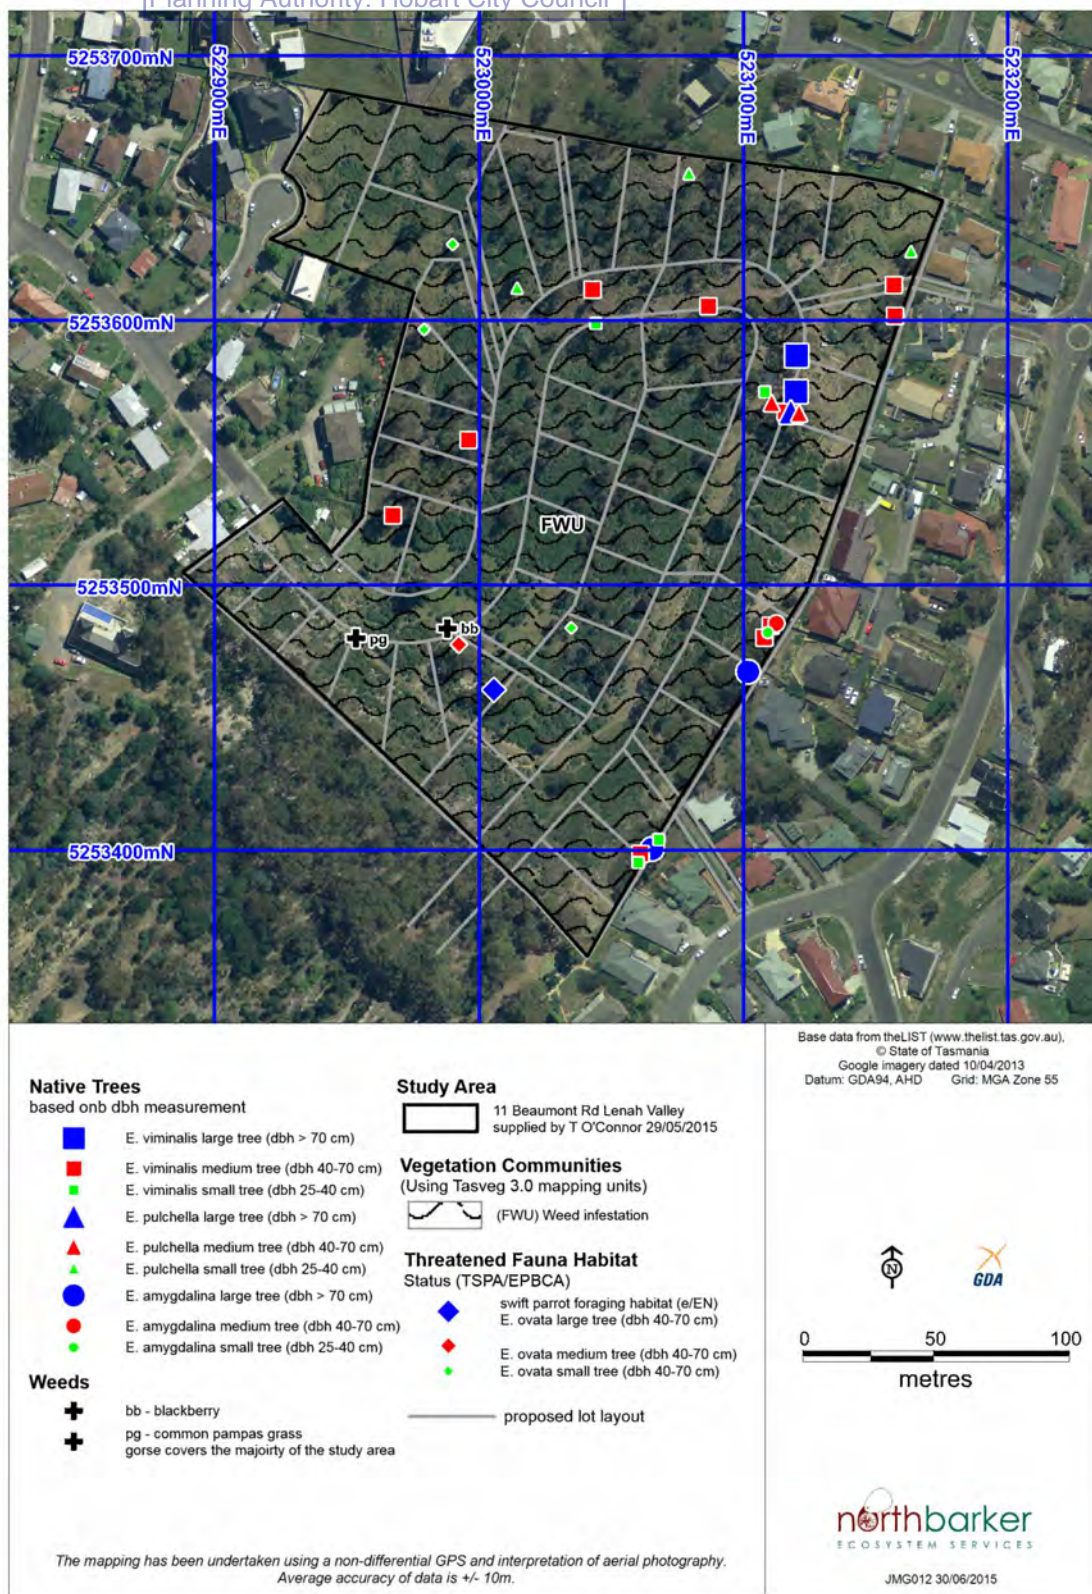 Planning Authority: Hobart City Council
5253700mN
522900mE
523000mE
523100mE
523200mE
5253600mN
FWU
5253500mN
pg
bb
5253400mN
Native Trees
based onb dbh measurement
E. viminalis large tree (dbh > 70 cm)
E. viminalis medium tree (dbh 40-70 cm)
E. viminalis small tree (dbh 25-40 cm)
E. pulchella large tree (dbh > 70 cm)
E. pulchella medium tree (dbh 40-70 cm)
E. pulchella small tree (dbh 25-40 cm)
E. amygdalina large tree (dbh > 70 cm)
E. amygdalina medium tree (dbh 40-70 cm)
E. amygdalina small tree (dbh 25-40 cm)
Weeds
bb - blackberry
pg - common pampas grass
gorse covers the majoirty of the study area
Study Area
11 Beaumont Rd Lenah Valley
supplied by T O'Connor 29/05/2015
Vegetation Communities
(Using Tasveg 3.0 mapping units)
(FWU) Weed infestation
Threatened Fauna Habitat
Status (TSPA/EPBCA)
swift parrot foraging habitat (e/EN)
E. ovata large tree (dbh 40-70 cm)
E. ovata medium tree (dbh 40-70 cm)
E. ovata small tree (dbh 40-70 cm)
proposed lot layout
Base data from theLIST (www.thelist.tas.gov.au),
© State of Tasmania
Google imagery dated 10/04/2013
Datum: GDA94, AHD Grid: MGA Zone 55
N
GDA
0 50 100
metres
northbarker
ECOSYSTEM SERVICES
JMG012 30/06/2015
The mapping has been undertaken using a non-differential GPS and interpretation of aerial photography.
Average accuracy of data is +/- 10m.